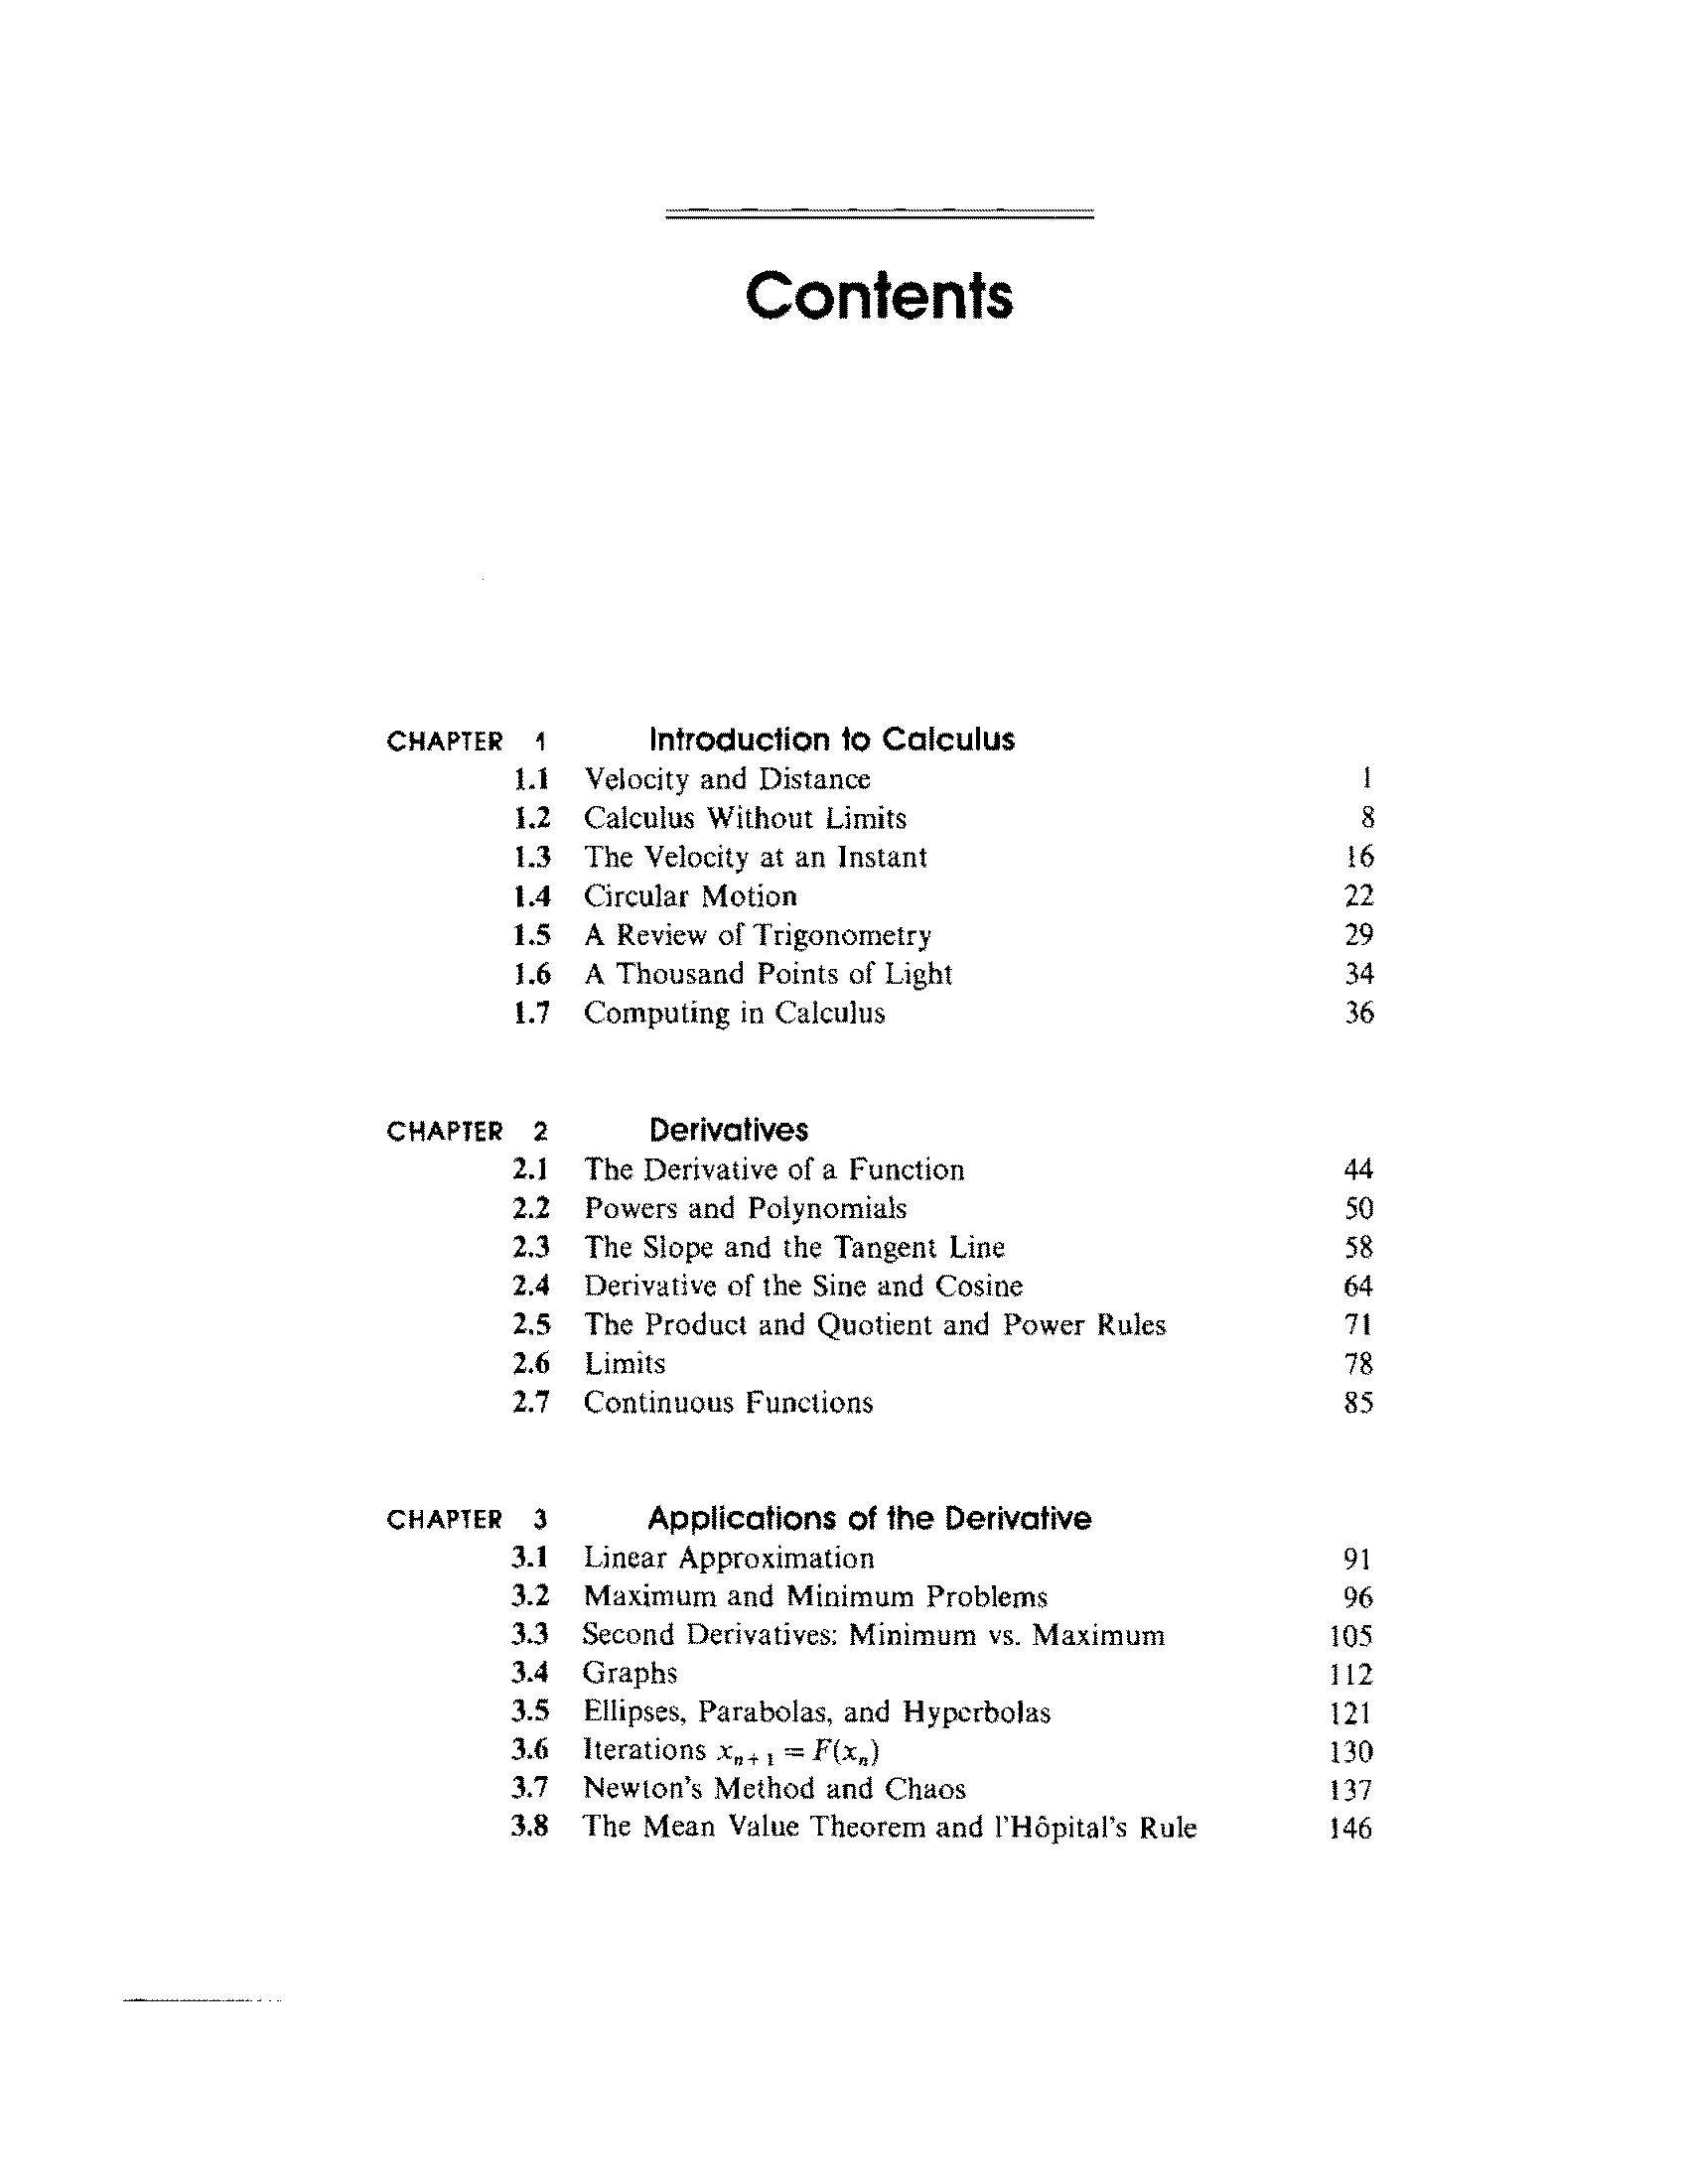 Contents
CHAPTER 1 Introduction to Calculus
1.1 Velocity and Distance 1
1.2 Calculus Without Limits 8
1.3 The Velocity at an Instant 16
1.4 Circular Motion 22
1.5 A Review of Trigonometry 29
1.6 A Thousand Points of Light 34
1.7 Computing in Calculus 36
CHAPTER 2 Derivatives
2.1 The Derivative of a Function 44
2.2 Powers and Polynomials 50
2.3 The Slope and the Tangent Line 58
2.4 Derivative of the Sine and Cosine 64
2.5 The Product and Quotient and Power Rules 71
2.6 Limits 78
2.7 Continuous Functions 85
CHAPTER 3 Applications of the Derivative
3.1 Linear Approximation 91
3.2 Maximum and Minimum Problems 96
3.3 Second Derivatives: Minimum vs. Maximum 105
3.4 Graphs 112
3.5 Ellipses, Parabolas, and Hyperbolas 121
3.6 Iterations xₙ₊₁ = F(xₙ) 130
3.7 Newton's Method and Chaos 137
3.8 The Mean Value Theorem and l'Hôpital's Rule 146